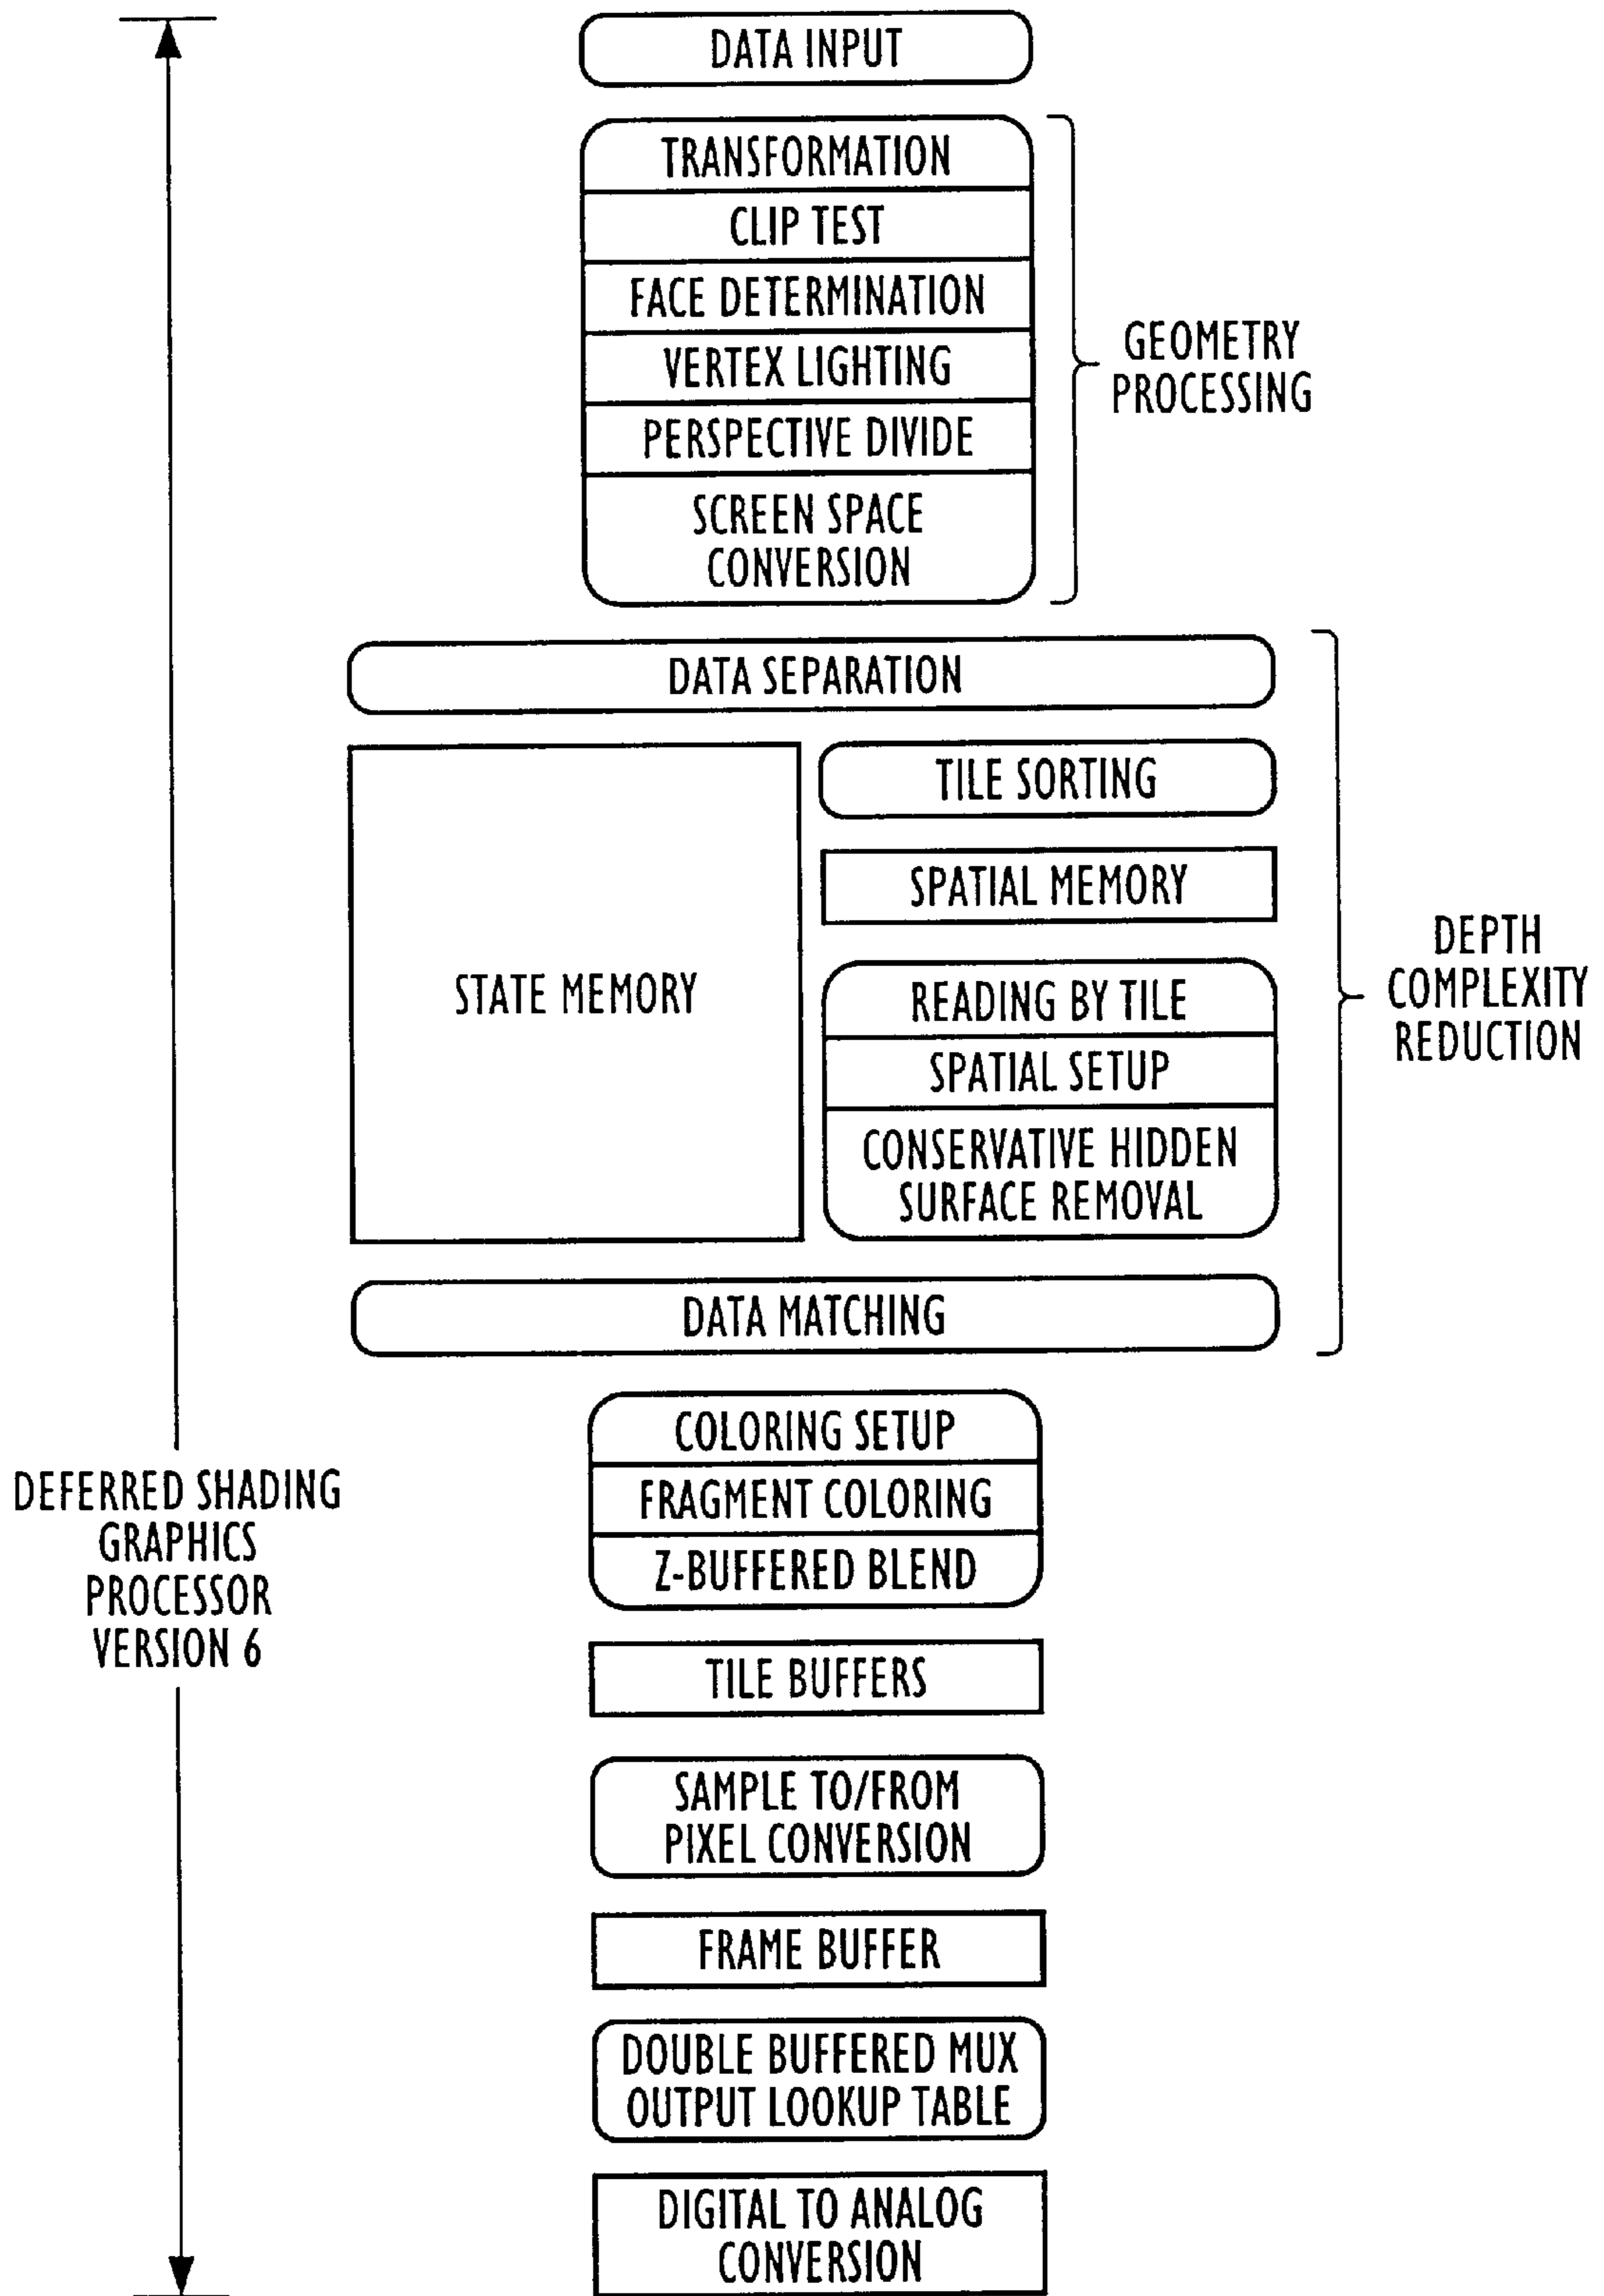 DATA INPUT
TRANSFORMATION
CLIP TEST
FACE DETERMINATION
VERTEX LIGHTING
PERSPECTIVE DIVIDE
SCREEN SPACE
CONVERSION
GEOMETRY
PROCESSING
DATA SEPARATION
STATE MEMORY
TILE SORTING
SPATIAL MEMORY
READING BY TILE
SPATIAL SETUP
CONSERVATIVE HIDDEN
SURFACE REMOVAL
DEPTH
COMPLEXITY
REDUCTION
DATA MATCHING
COLORING SETUP
FRAGMENT COLORING
Z-BUFFERED BLEND
DEFERRED SHADING
GRAPHICS
PROCESSOR
VERSION 6
TILE BUFFERS
SAMPLE TO/FROM
PIXEL CONVERSION
FRAME BUFFER
DOUBLE BUFFERED MUX
OUTPUT LOOKUP TABLE
DIGITAL TO ANALOG
CONVERSION